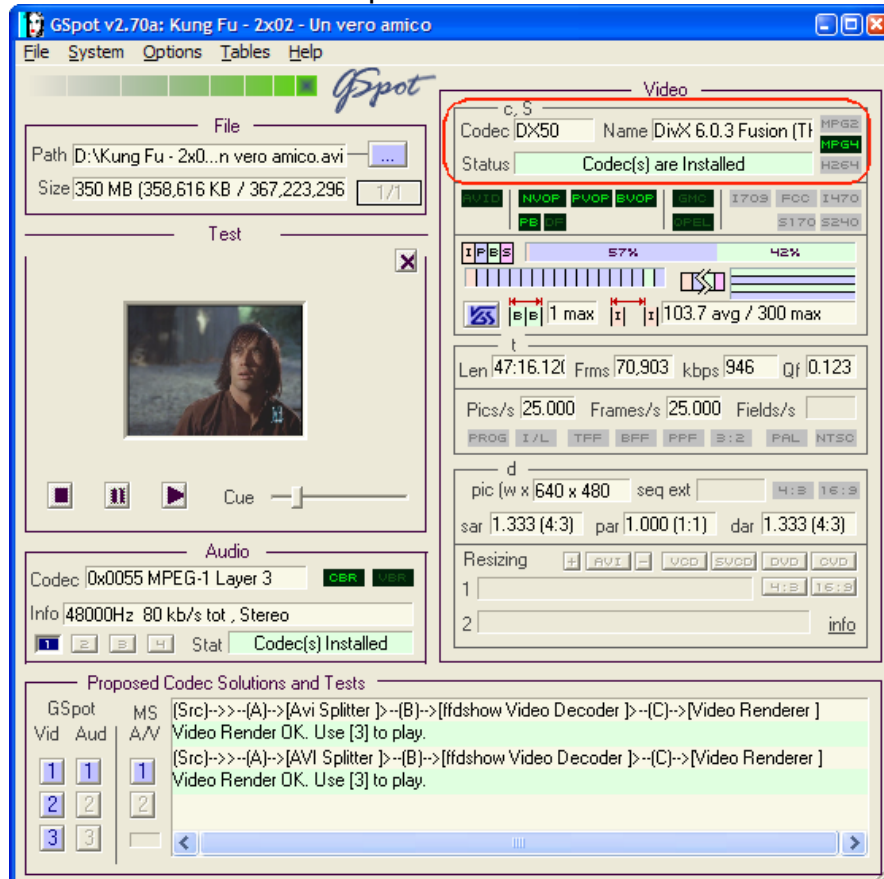 GSpot v2.70a: Kung Fu - 2x02 - Un vero amico
File System Options Tables Help
GSpot
File
Path D:\Kung Fu - 2x0...n vero amico.avi ...
Size 350 MB (358,616 KB / 367,223,296 1/1
Test
Cue
Audio
Codec 0x0055 MPEG-1 Layer 3 CBR VBR
Info 48000Hz 80 kb/s tot , Stereo
1 2 3 4 Stat Codec(s) Installed
Video
c, S
Codec DX50 Name DivX 6.0.3 Fusion (Th MPG2
MPG4
Status Codec(s) are Installed H264
AVID NVOP PVOP BVOP GMC I709 FCC I470
PB DF QPEL S170 S240
I P B S 57% 42%
B B 1 max I I 103.7 avg / 300 max
t
Len 47:16.120 Frms 70,903 kbps 946 Qf 0.123
Pics/s 25.000 Frames/s 25.000 Fields/s
PROG I/L TFF BFF PPF 3:2 PAL NTSC
d
pic (w x 640 x 480 seq ext 4:3 16:9
sar 1.333 (4:3) par 1.000 (1:1) dar 1.333 (4:3)
Resizing + AVI - VCD SVCD DVD CVD
1 4:3 16:9
2 info
Proposed Codec Solutions and Tests
GSpot MS
Vid Aud A/V
1 1 1
2 2 2
3 3
(Src)-->>--(A)-->[Avi Splitter ]>--(B)-->[ffdshow Video Decoder ]>--(C)-->[Video Renderer ]
Video Render OK. Use [3] to play.
(Src)-->>--(A)-->[AVI Splitter ]>--(B)-->[ffdshow Video Decoder ]>--(C)-->[Video Renderer ]
Video Render OK. Use [3] to play.